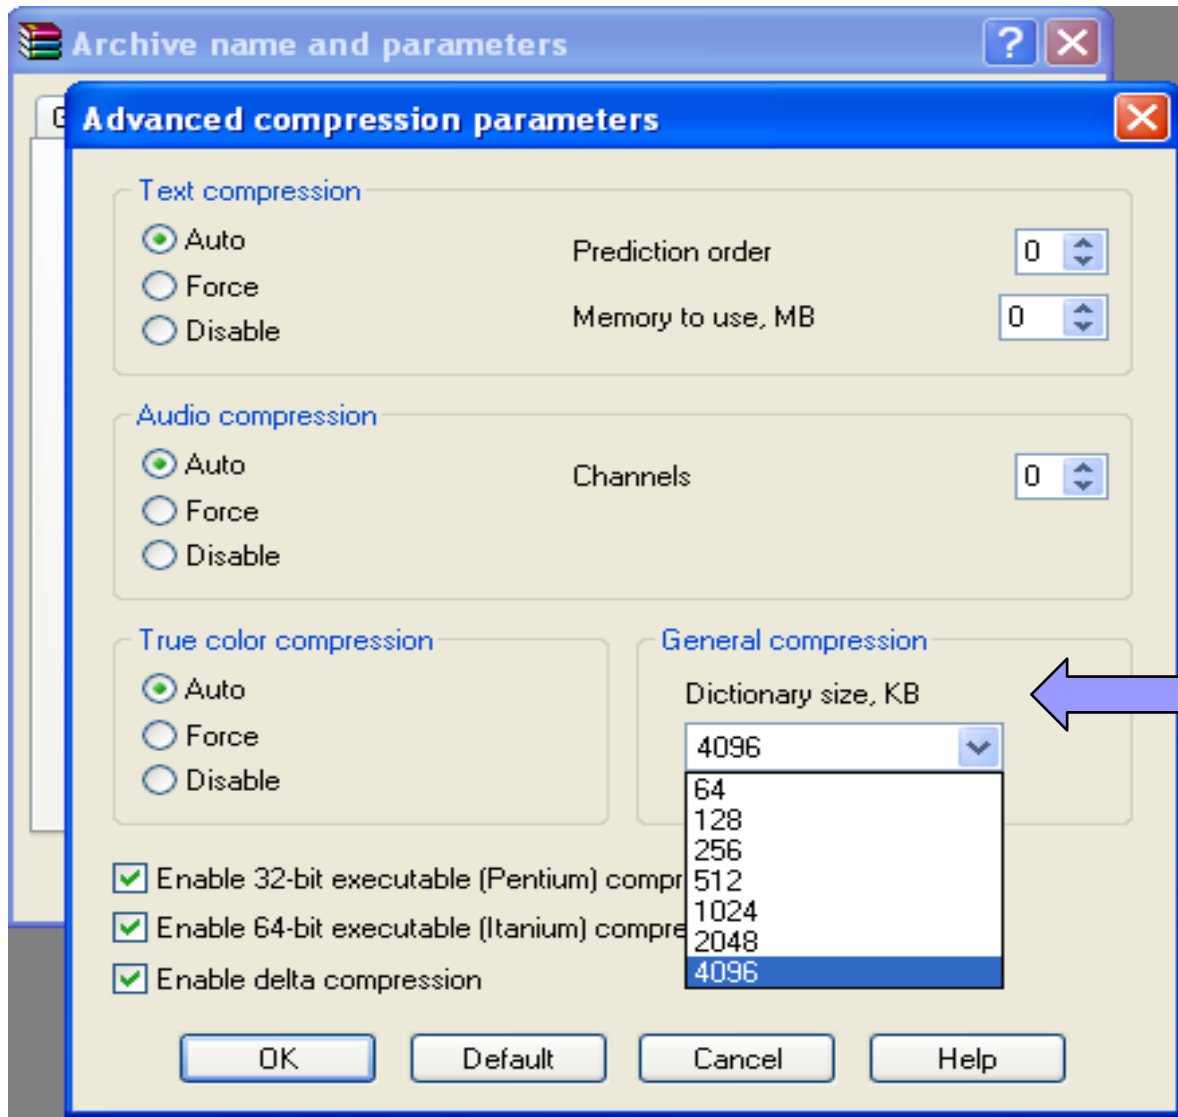 Archive name and parameters
Advanced compression parameters
Text compression
Auto
Prediction order 0
Force
Memory to use, MB 0
Disable
Audio compression
Auto
Channels 0
Force
Disable
True color compression
General compression
Auto
Dictionary size, KB
Force
4096
Disable
64
128
256
512
1024
2048
4096
Enable 32-bit executable (Pentium) compr
Enable 64-bit executable (Itanium) compre
Enable delta compression
OK Default Cancel Help